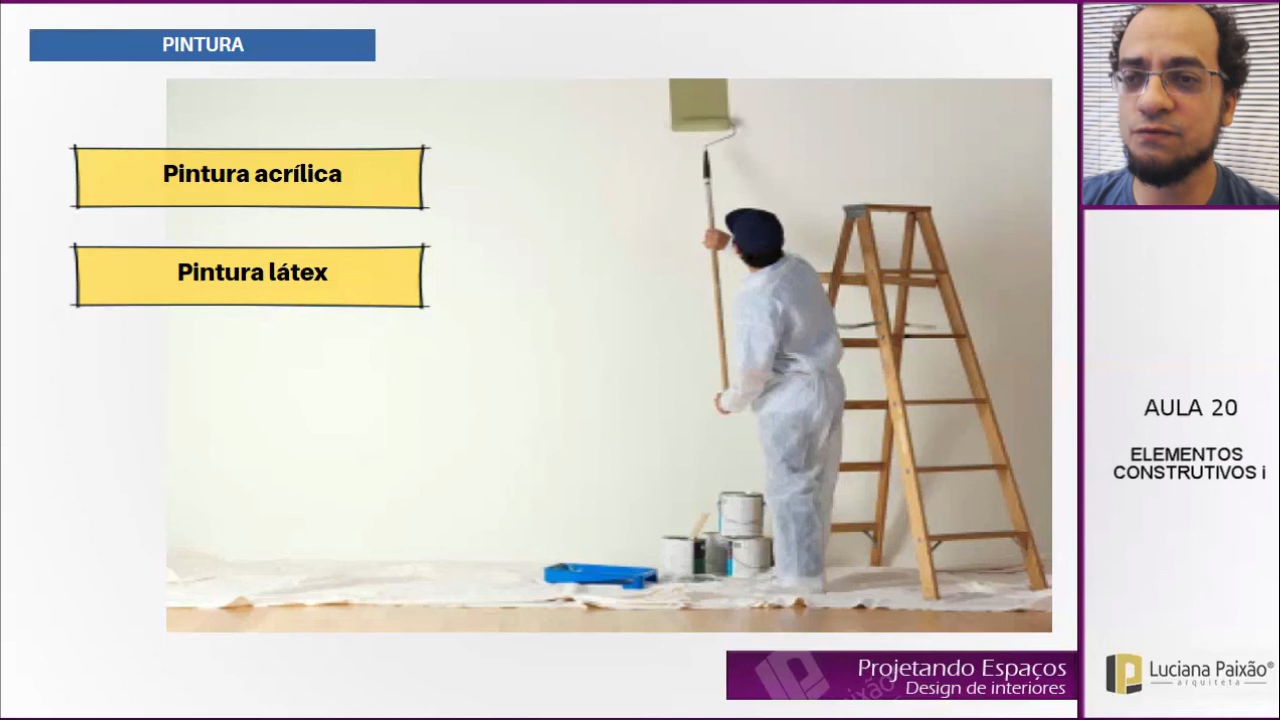 PINTURA
Pintura acrílica
Pintura látex
AULA 20
ELEMENTOS
CONSTRUTIVOS i
Projetando Espaços
Design de interiores
Luciana Paixão®
arquiteta